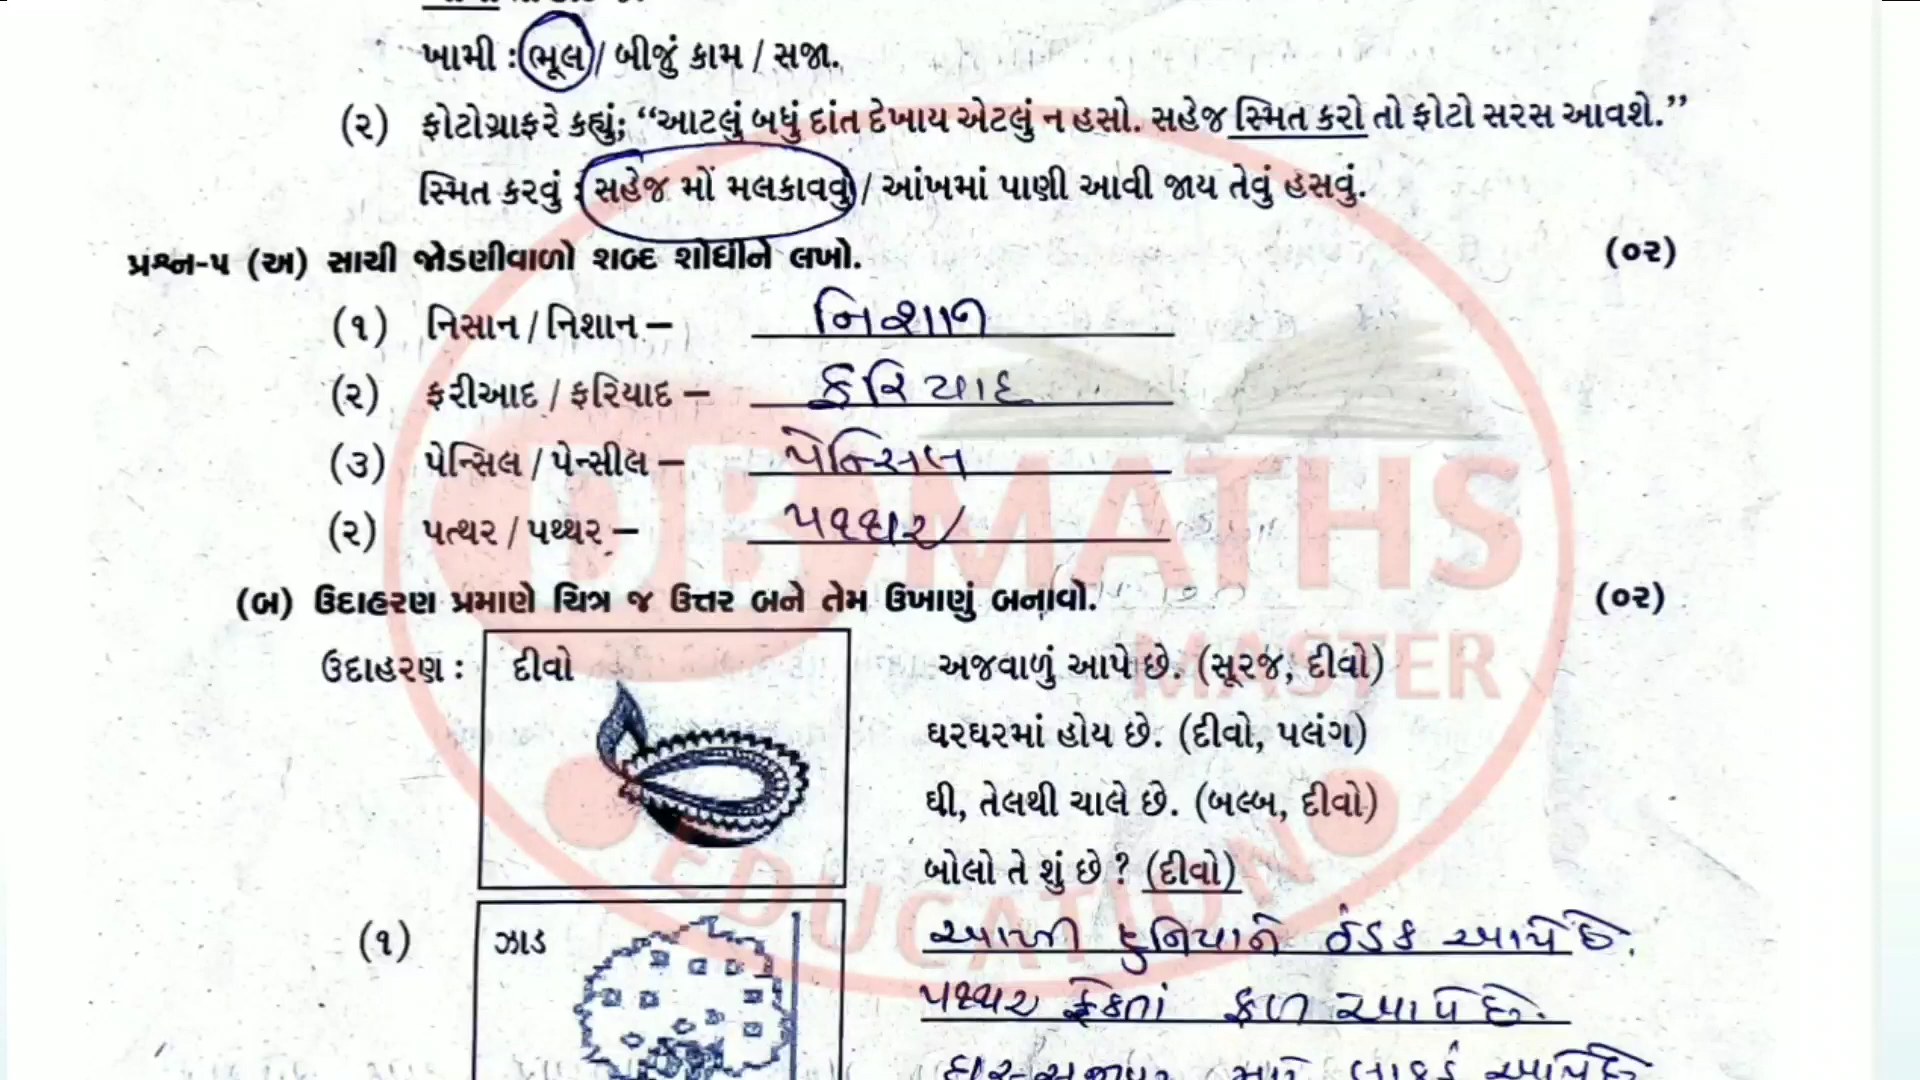 ખામી : ભૂલ / બીજું કામ / સજા.
(૨) ફોટોગ્રાફરે કહ્યું; “આટલું બધું દાંત દેખાય એટલું ન હસો. સહેજ સ્મિત કરો તો ફોટો સરસ આવશે.”
સ્મિત કરવું : સહેજ મોં મલકાવવું / આંખમાં પાણી આવી જાય તેવું હસવું.
પ્રશ્ન-૫ (અ) સાચી જોડણીવાળો શબ્દ શોધીને લખો. (૦૨)
(૧) નિસાન / નિશાન – નિશાન
(૨) ફરીઆદ / ફરિયાદ – ફરિયાદ
(૩) પેન્સિલ / પેન્સીલ – પેન્સિલ
(૨) પત્થર / પથ્થર – પથ્થર
(બ) ઉદાહરણ પ્રમાણે ચિત્ર જ ઉત્તર બને તેમ ઉખાણું બનાવો. (૦૨)
ઉદાહરણ : દીવો અજવાળું આપે છે. (સૂરજ, દીવો)
ઘરઘરમાં હોય છે. (દીવો, પલંગ)
ઘી, તેલથી ચાલે છે. (બલ્બ, દીવો)
બોલો તે શું છે ? (દીવો)
(૧) ઝાડ આખી દુનિયાને ઠંડક આપે છે.
પથ્થર ફેંકતાં ફળ આપે છે.
MATHS
MASTER
EDUCATION